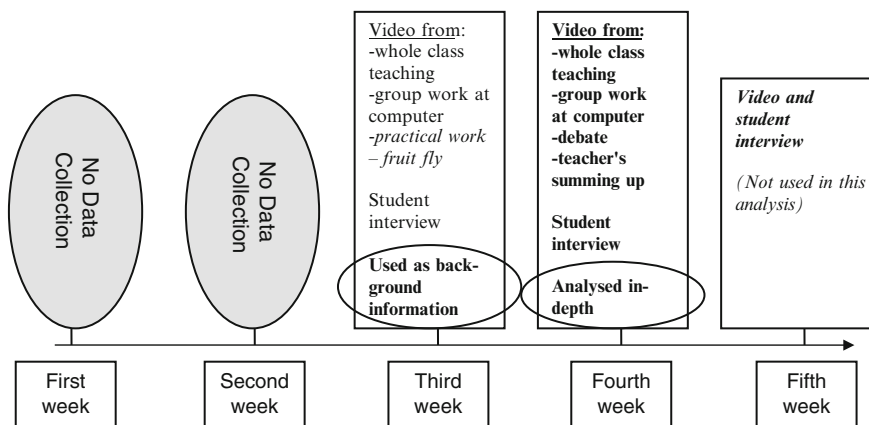 No Data
Collection
No Data
Collection
Video from:
-whole class
teaching
-group work at
computer
-practical work
– fruit fly
Student
interview
Used as back-
ground
information
Video from:
-whole class
teaching
-group work
at computer
-debate
-teacher's
summing up
Student
interview
Analysed in-
depth
Video and
student
interview
(Not used in this
analysis)
First
week
Second
week
Third
week
Fourth
week
Fifth
week